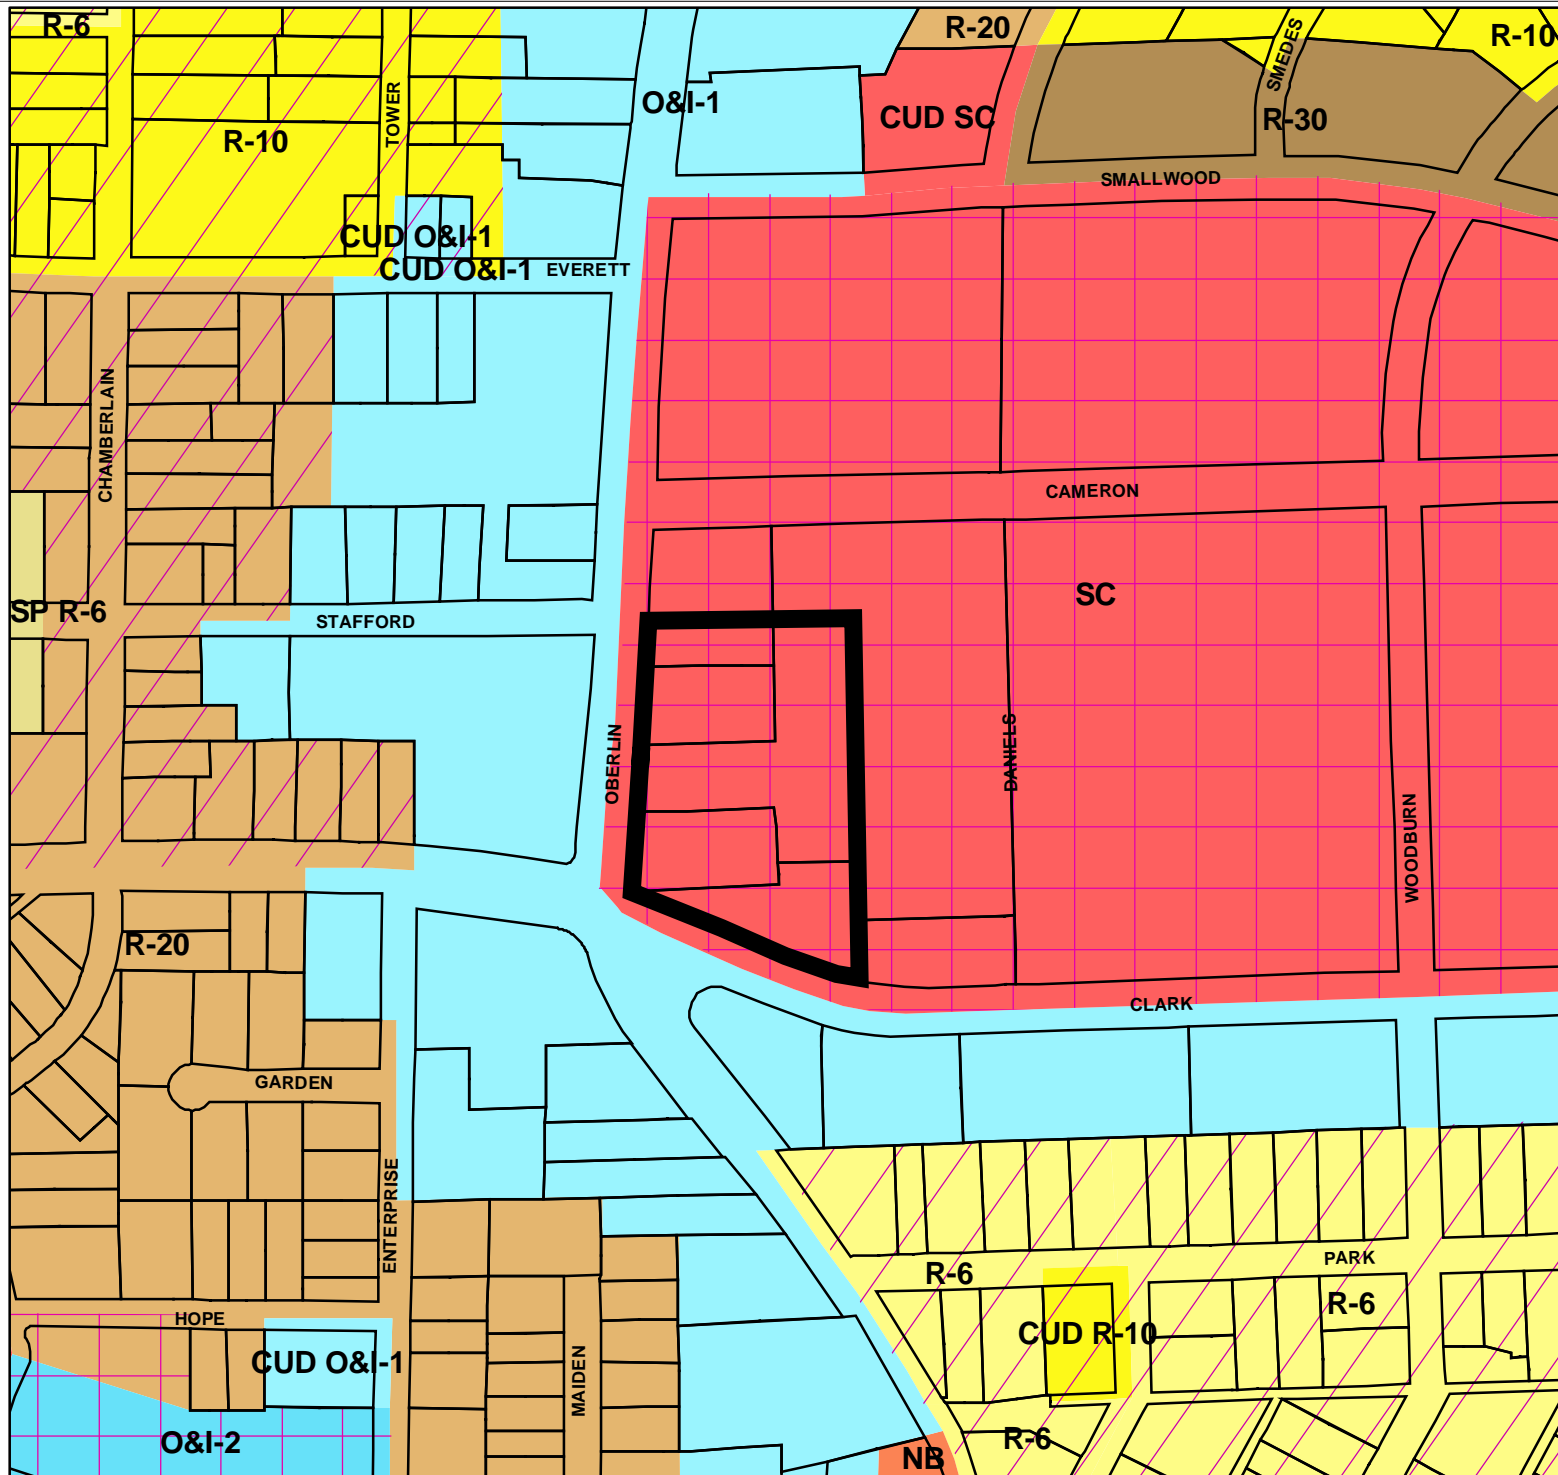 R-6
R-20
R-10
SMEDES
TOWER
O&I-1
CUD SC
R-30
R-10
SMALLWOOD
CUD O&I-1
CUD O&I-1
EVERETT
CHAMBERLAIN
CAMERON
SC
SP R-6
STAFFORD
OBERLIN
DANIELS
WOODBURN
R-20
CLARK
GARDEN
ENTERPRISE
PARK
R-6
R-6
HOPE
CUD R-10
CUD O&I-1
MAIDEN
O&I-2
R-6
NB